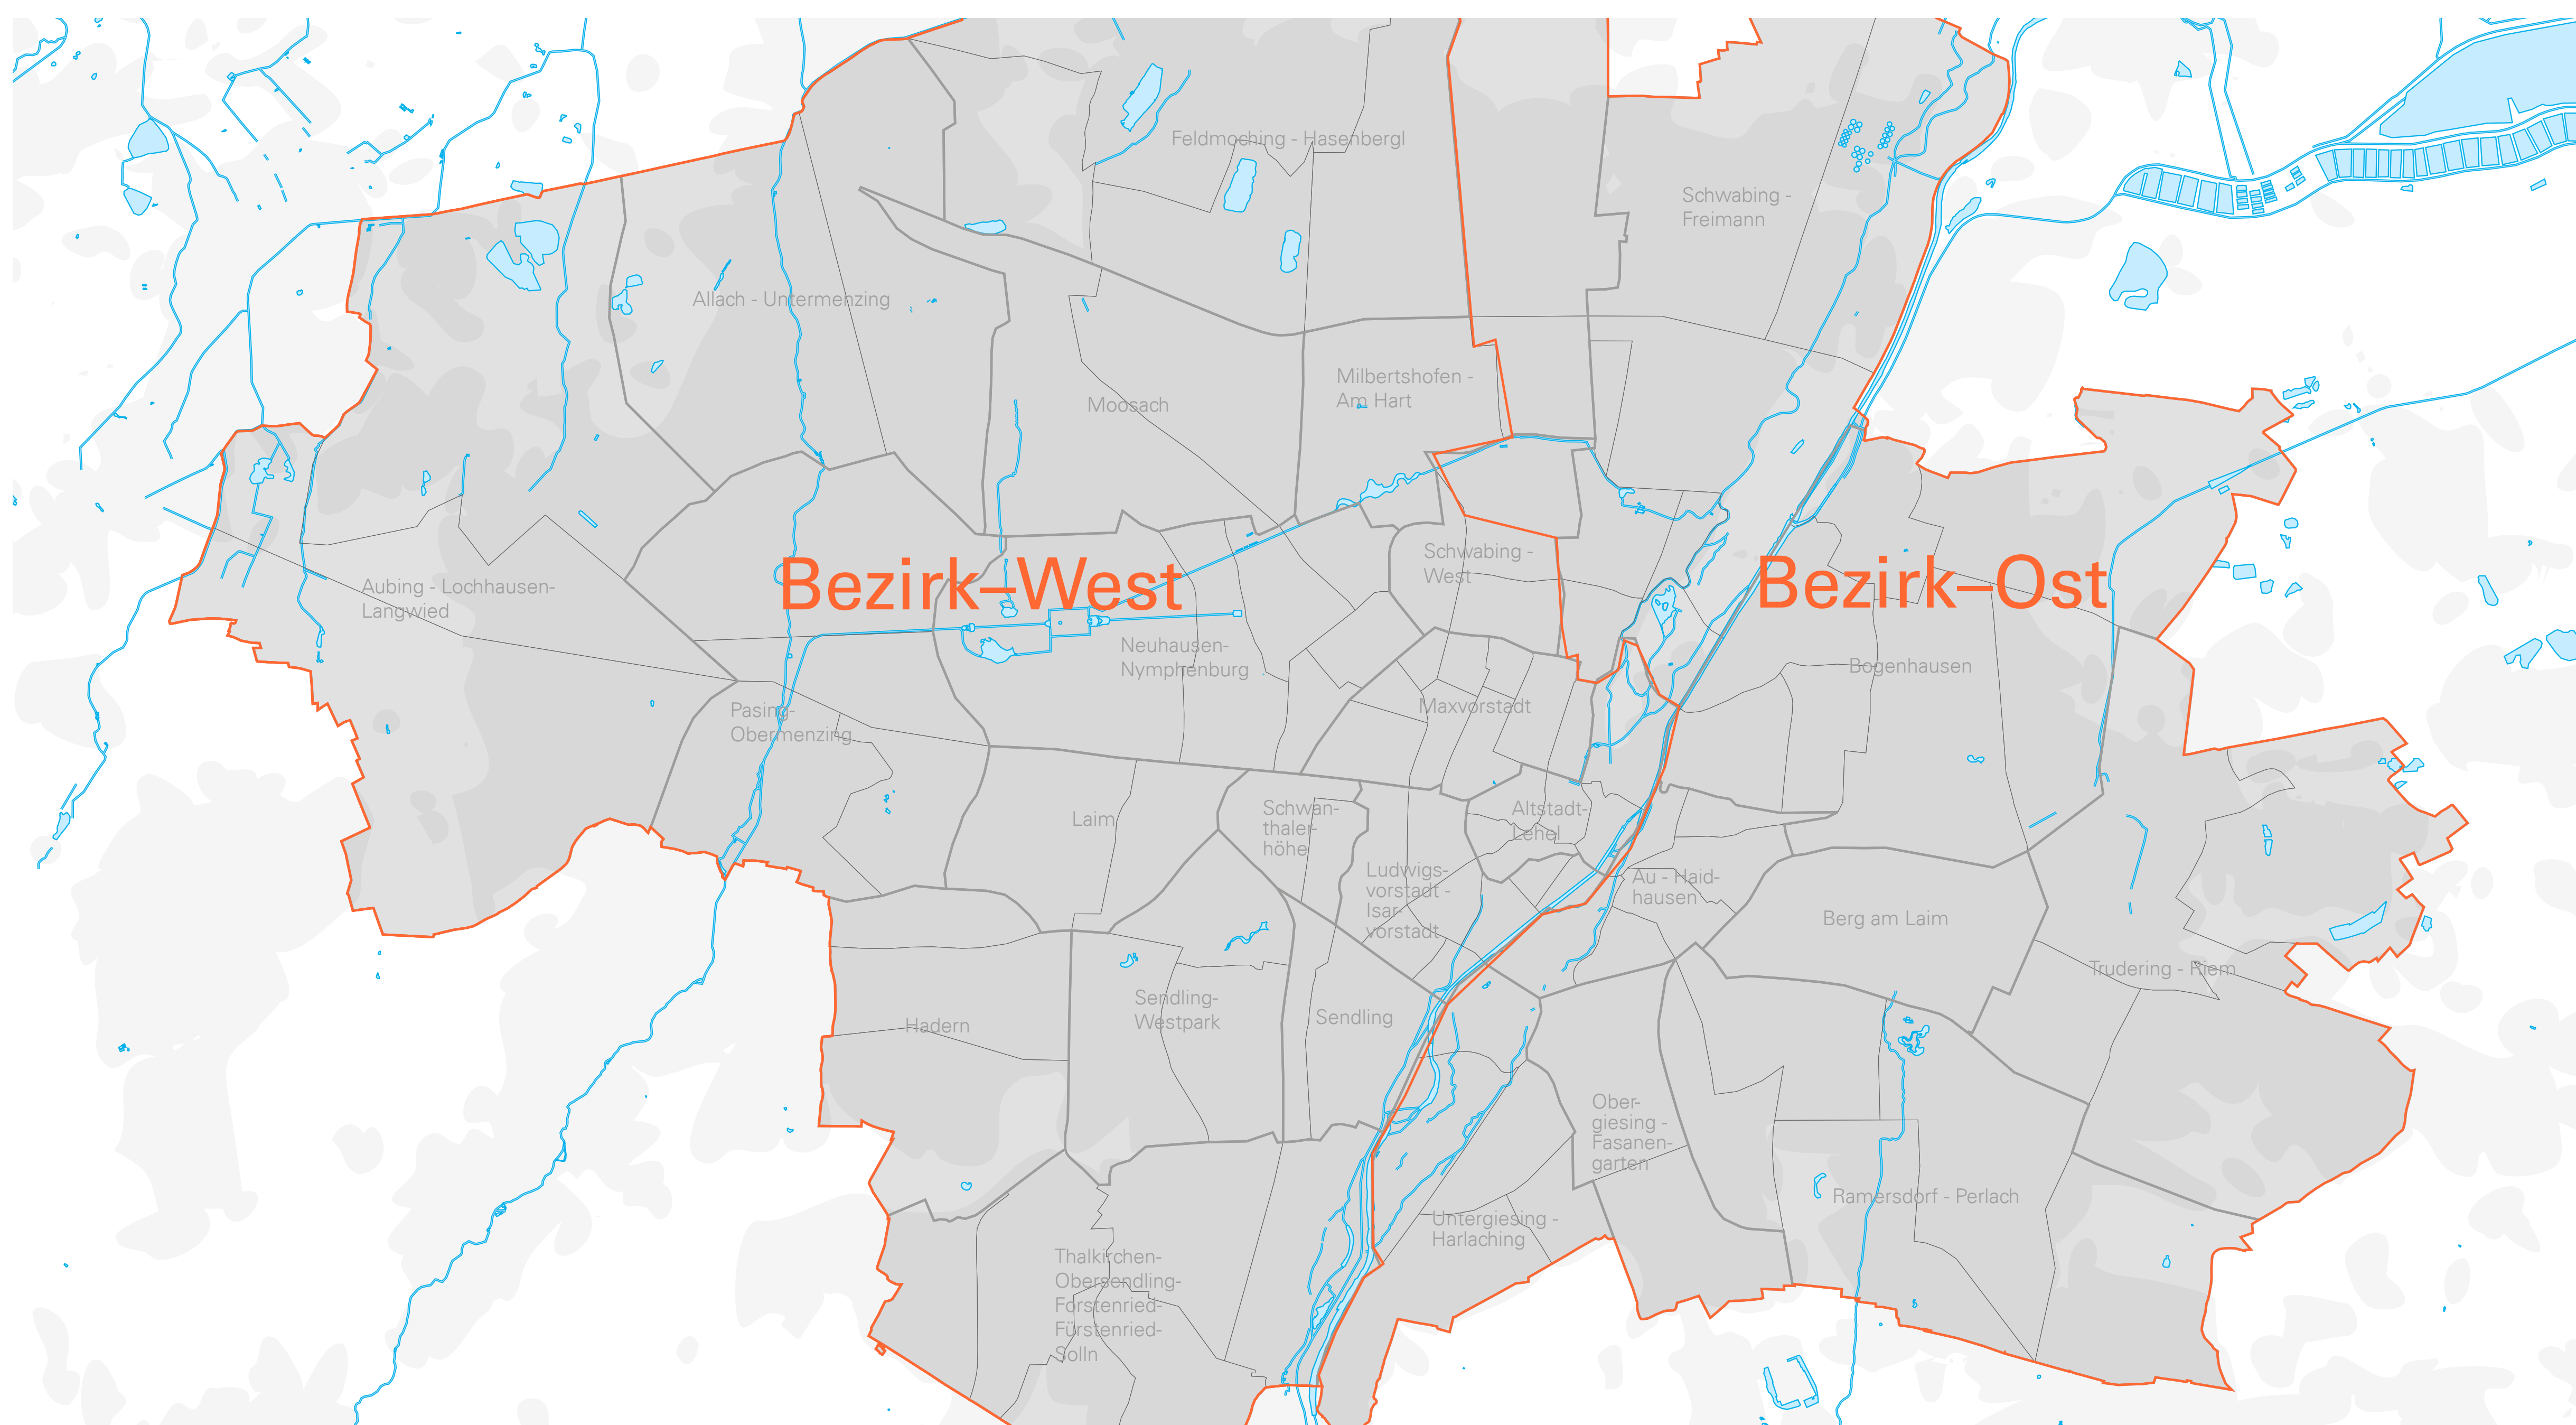 Feldmoching - Hasenbergl
Schwabing -
Freimann
Allach - Untermenzing
Milbertshofen -
Am Hart
Moosach
Schwabing -
West
Bezirk–West
Bezirk–Ost
Aubing - Lochhausen-
Langwied
Neuhausen-
Nymphenburg
Bogenhausen
Maxvorstadt
Pasing-
Obermenzing
Laim
Schwan-
thaler-
höhe
Altstadt-
Lehel
Ludwigs-
vorstadt -
Isar-
vorstadt
Au - Haid-
hausen
Berg am Laim
Trudering - Riem
Hadern
Sendling-
Westpark
Sendling
Ober-
giesing -
Fasanen-
garten
Ramersdorf - Perlach
Untergiesing -
Harlaching
Thalkirchen-
Obersendling-
Forstenried-
Fürstenried-
Solln